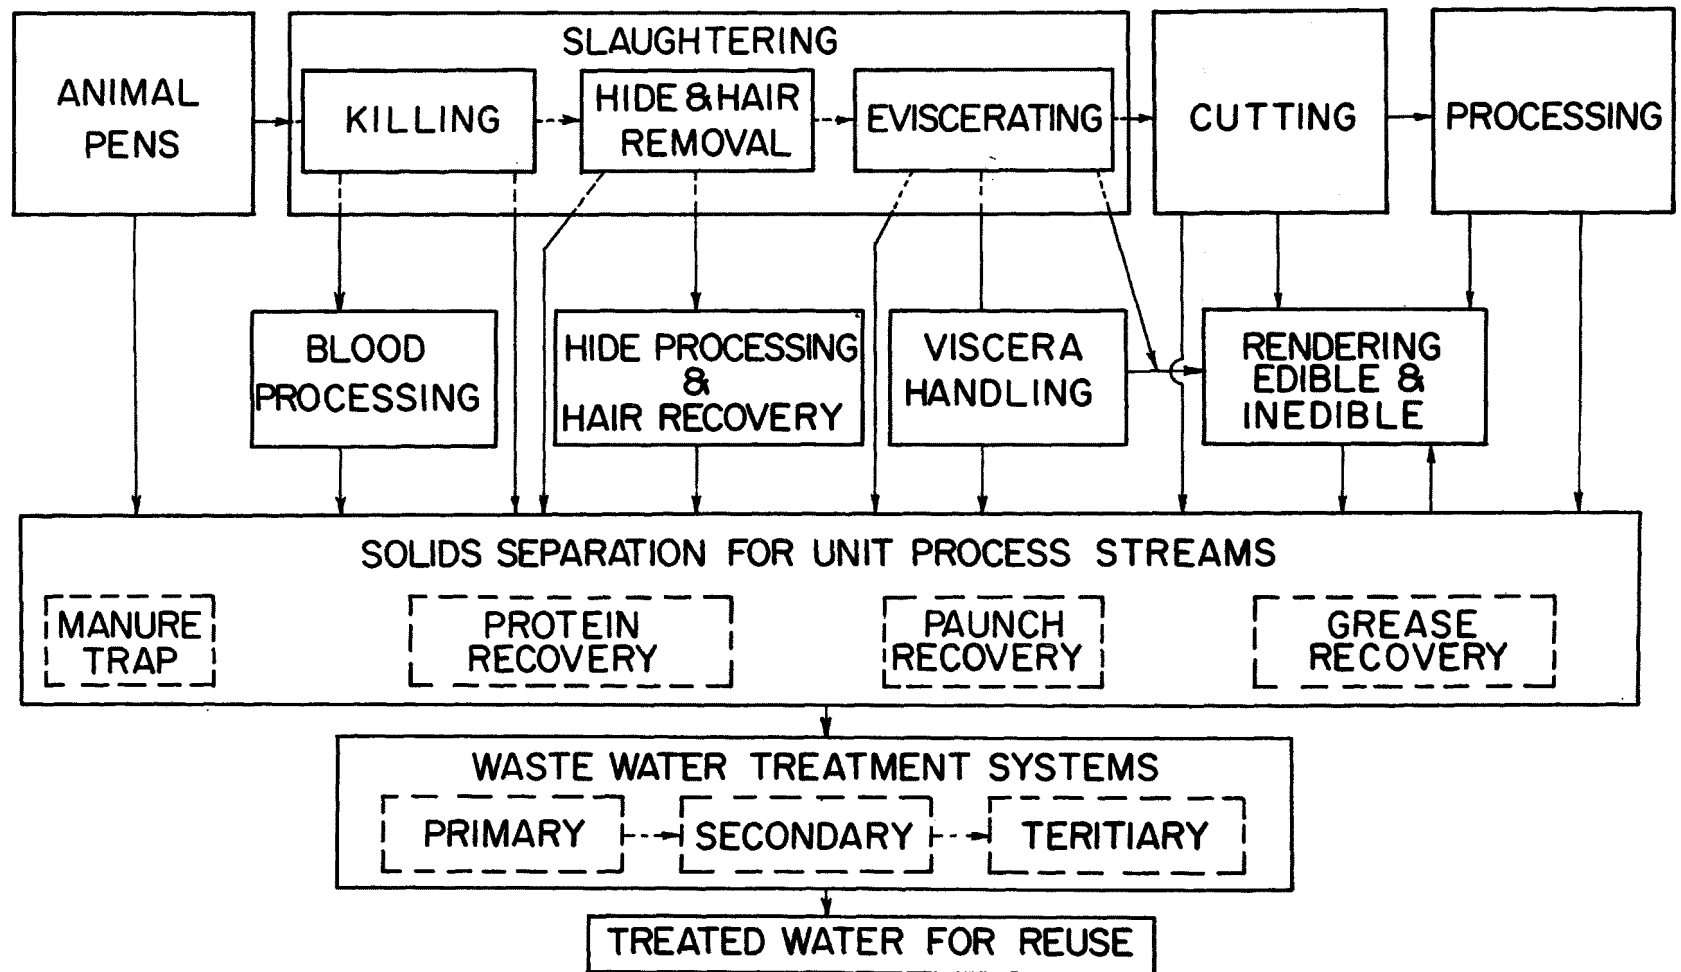 SLAUGHTERING
ANIMAL
PENS
KILLING
HIDE & HAIR
REMOVAL
EVISCERATING
CUTTING
PROCESSING
BLOOD
PROCESSING
HIDE PROCESSING
&
HAIR RECOVERY
VISCERA
HANDLING
RENDERING
EDIBLE &
INEDIBLE
SOLIDS SEPARATION FOR UNIT PROCESS STREAMS
MANURE
TRAP
PROTEIN
RECOVERY
PAUNCH
RECOVERY
GREASE
RECOVERY
WASTE WATER TREATMENT SYSTEMS
PRIMARY
SECONDARY
TERITIARY
TREATED WATER FOR REUSE